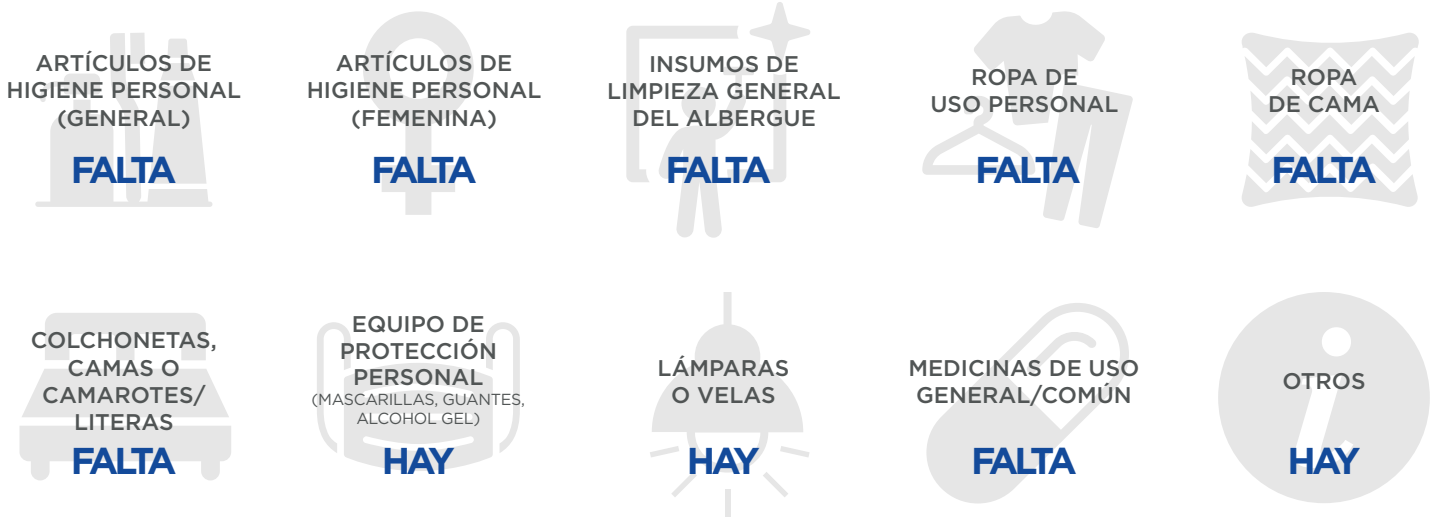 ARTÍCULOS DE
HIGIENE PERSONAL
(GENERAL)
FALTA
ARTÍCULOS DE
HIGIENE PERSONAL
(FEMENINA)
FALTA
INSUMOS DE
LIMPIEZA GENERAL
DEL ALBERGUE
FALTA
ROPA DE
USO PERSONAL
FALTA
ROPA
DE CAMA
FALTA
COLCHONETAS,
CAMAS O
CAMAROTES/
LITERAS
FALTA
EQUIPO DE
PROTECCIÓN
PERSONAL
(MASCARILLAS, GUANTES,
ALCOHOL GEL)
HAY
LÁMPARAS
O VELAS
HAY
MEDICINAS DE USO
GENERAL/COMÚN
FALTA
OTROS
HAY